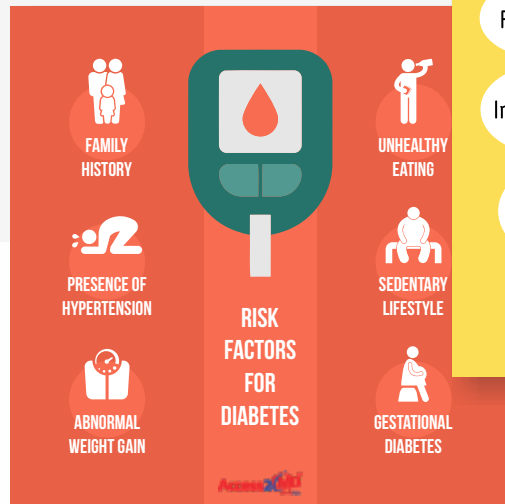 FAMILY
HISTORY
UNHEALTHY
EATING
PRESENCE OF
HYPERTENSION
SEDENTARY
LIFESTYLE
RISK
FACTORS
FOR
DIABETES
ABNORMAL
WEIGHT GAIN
GESTATIONAL
DIABETES